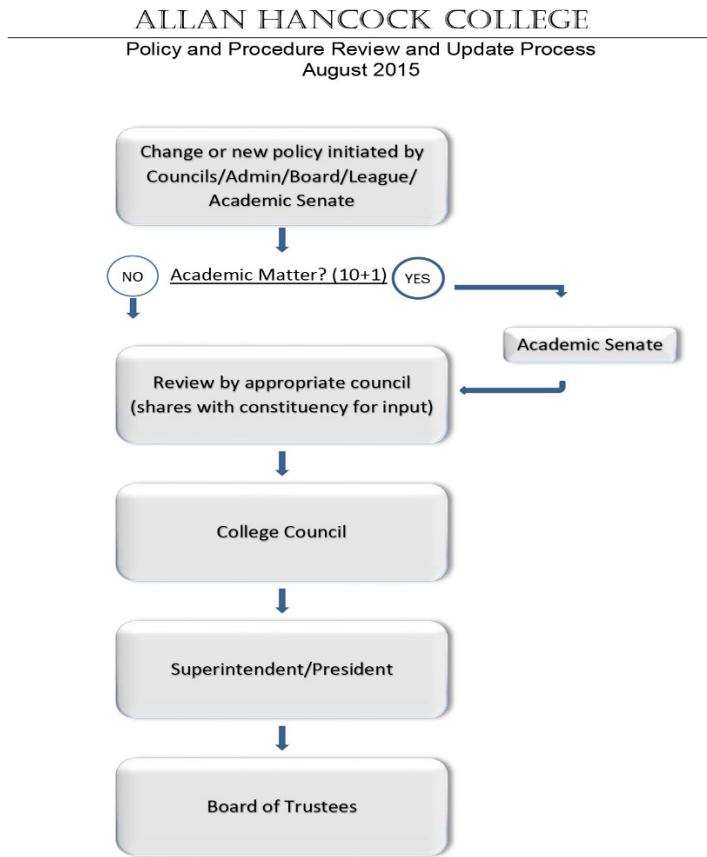 ALLAN HANCOCK COLLEGE
Policy and Procedure Review and Update Process
August 2015
Change or new policy initiated by
Councils/Admin/Board/League/
Academic Senate
NO
Academic Matter? (10+1)
YES
Academic Senate
Review by appropriate council
(shares with constituency for input)
College Council
Superintendent/President
Board of Trustees